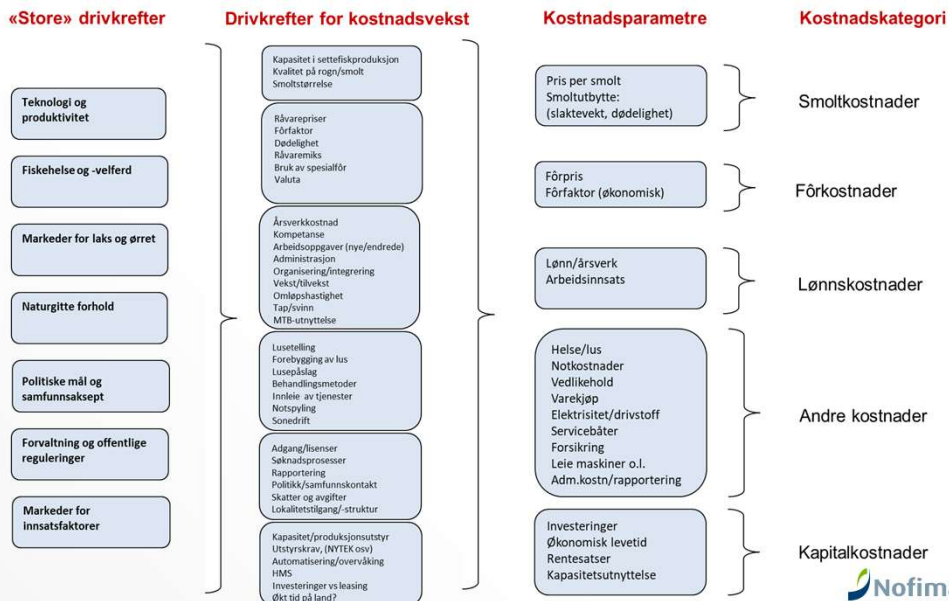 «Store» drivkrefter
Drivkrefter for kostnadsvekst
Kostnadsparametre
Kostnadskategori
Teknologi og
produktivitet
Fiskehelse og -velferd
Markeder for laks og ørret
Naturgitte forhold
Politiske mål og
samfunnsaksept
Forvaltning og offentlige
reguleringer
Markeder for
innsatsfaktorer
Kapasitet i settefiskproduksjon
Kvalitet på rogn/smolt
Smoltstørrelse
Råvarepriser
Fôrfaktor
Dødelighet
Råvaremiks
Bruk av spesialfôr
Valuta
Årsverkkostnad
Kompetanse
Arbeidsoppgaver (nye/endrede)
Administrasjon
Organisering/integrering
Vekst/tilvekst
Omløpshastighet
Tap/svinn
MTB-utnyttelse
Lusetelling
Forebygging av lus
Lusepåslag
Behandlingsmetoder
Innleie av tjenester
Notspyling
Sonedrift
Adgang/lisenser
Søknadsprosesser
Rapportering
Politikk/samfunnskontakt
Skatter og avgifter
Lokalitetstilgang/-struktur
Kapasitet/produksjonsutstyr
Utstyrskrav, (NYTEK osv)
Automatisering/overvåking
HMS
Investeringer vs leasing
Økt tid på land?
Pris per smolt
Smoltutbytte:
(slaktevekt, dødelighet)
Fôrpris
Fôrfaktor (økonomisk)
Lønn/årsverk
Arbeidsinnsats
Helse/lus
Notkostnader
Vedlikehold
Varekjøp
Elektrisitet/drivstoff
Servicebåter
Forsikring
Leie maskiner o.l.
Adm.kostn/rapportering
Investeringer
Økonomisk levetid
Rentesatser
Kapasitetsutnyttelse
Smoltkostnader
Fôrkostnader
Lønnskostnader
Andre kostnader
Kapitalkostnader
Nofim